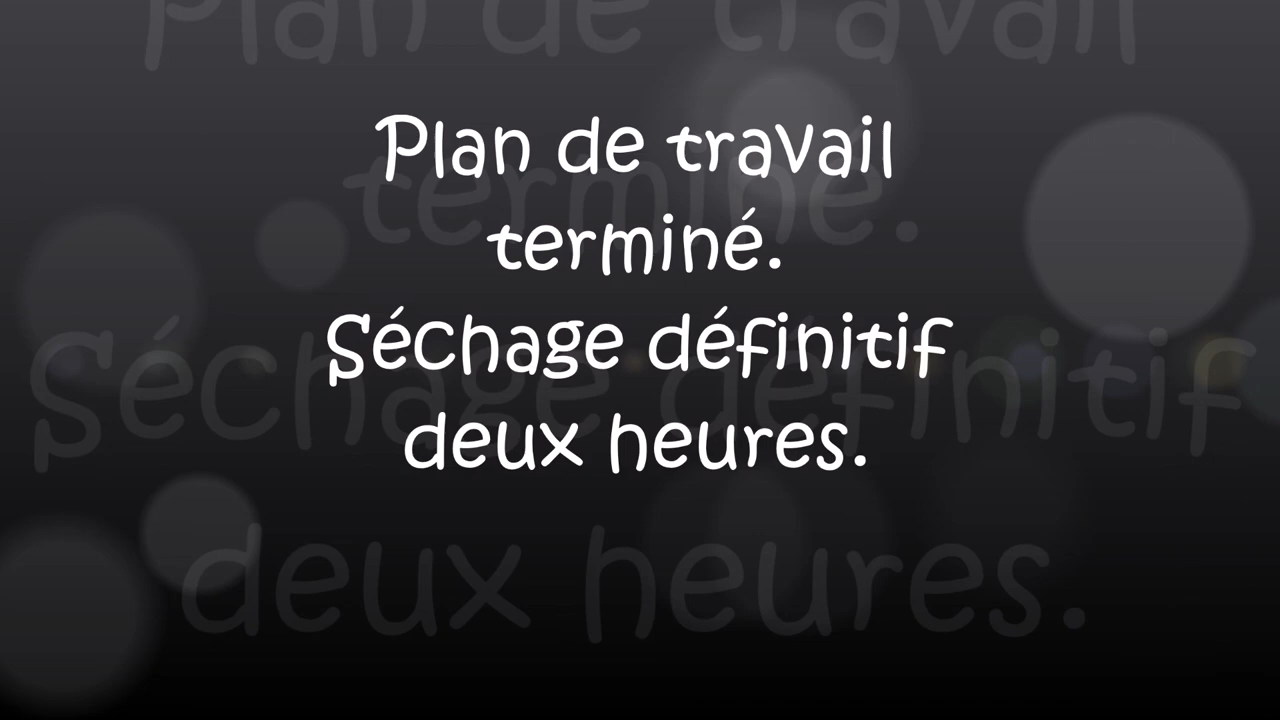 Plan de travail
terminé.
Séchage définitif
deux heures.